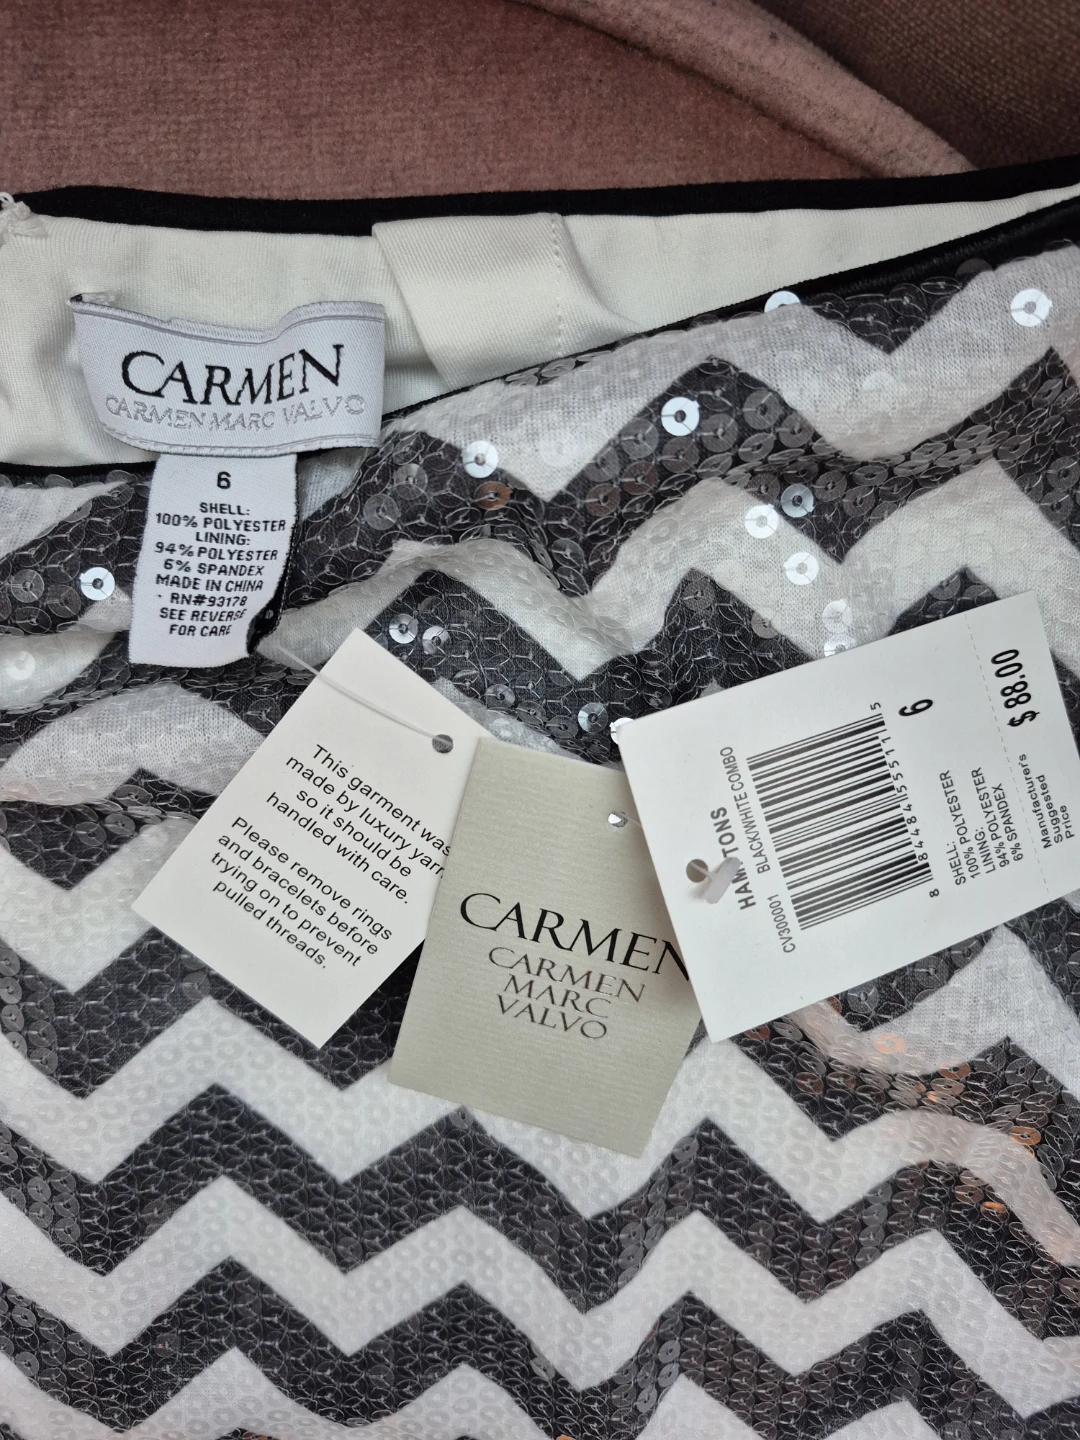 CARMEN
CARMEN MARC VALVO
6
SHELL:
100% POLYESTER
LINING:
94% POLYESTER
6% SPANDEX
MADE IN CHINA
RN#93178
SEE REVERSE
FOR CARE
This garment was
made by luxury yarn
so it should be
handled with care.
Please remove rings
and bracelets before
trying on to prevent
pulled threads.
CARMEN
CARMEN
MARC
VALVO
CV300001 BLACK/WHITE COMBO
5
6
SHELL:
100% POLYESTER
LINING:
94% POLYESTER
6% SPANDEX
Manufacturer's
Suggested
Price
$ 88.00